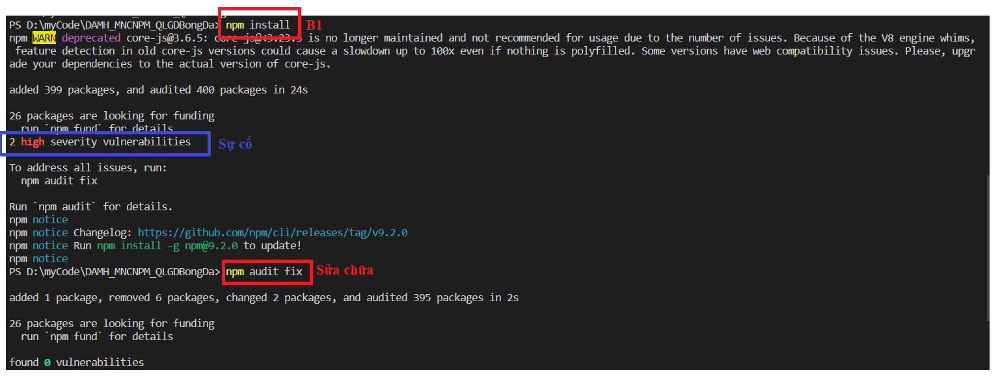 PS D:\myCode\DAMH_MNCNPM_QLGDBongDa> npm install B1
npm WARN deprecated core-js@3.6.5: core-js@<3.23.3 is no longer maintained and not recommended for usage due to the number of issues. Because of the V8 engine whims,
feature detection in old core-js versions could cause a slowdown up to 100x even if nothing is polyfilled. Some versions have web compatibility issues. Please, upgr
ade your dependencies to the actual version of core-js.
added 399 packages, and audited 400 packages in 24s
26 packages are looking for funding
run `npm fund` for details
2 high severity vulnerabilities Sự cố
To address all issues, run:
npm audit fix
Run `npm audit` for details.
npm notice
npm notice Changelog: https://github.com/npm/cli/releases/tag/v9.2.0
npm notice Run npm install -g npm@9.2.0 to update!
npm notice
PS D:\myCode\DAMH_MNCNPM_QLGDBongDa> npm audit fix Sửa chữa
added 1 package, removed 6 packages, changed 2 packages, and audited 395 packages in 2s
26 packages are looking for funding
run `npm fund` for details
found 0 vulnerabilities